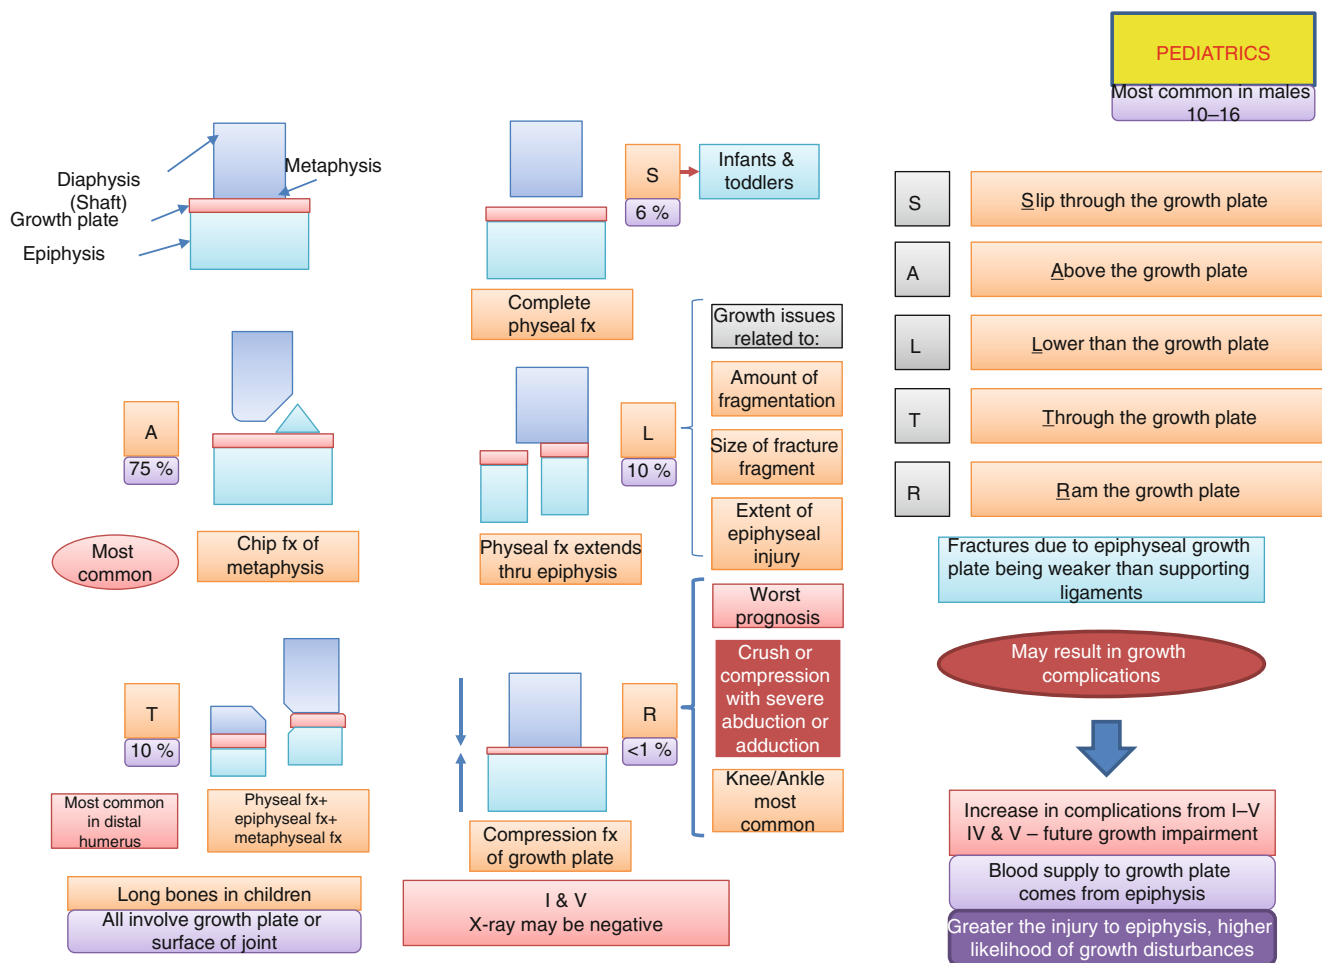 PEDIATRICS
Most common in males
10–16
Diaphysis
(Shaft)
Metaphysis
Growth plate
Epiphysis
S
6 %
Infants &
toddlers
Complete
physeal fx
A
75 %
Most
common
Chip fx of
metaphysis
L
10 %
Physeal fx extends
thru epiphysis
Growth issues
related to:
Amount of
fragmentation
Size of fracture
fragment
Extent of
epiphyseal
injury
T
10 %
Most common
in distal
humerus
Physeal fx+
epiphyseal fx+
metaphyseal fx
R
<1 %
Compression fx
of growth plate
Worst
prognosis
Crush or
compression
with severe
abduction or
adduction
Knee/Ankle
most
common
Long bones in children
All involve growth plate or
surface of joint
I & V
X-ray may be negative
S
Slip through the growth plate
A
Above the growth plate
L
Lower than the growth plate
T
Through the growth plate
R
Ram the growth plate
Fractures due to epiphyseal growth
plate being weaker than supporting
ligaments
May result in growth
complications
Increase in complications from I–V
IV & V – future growth impairment
Blood supply to growth plate
comes from epiphysis
Greater the injury to epiphysis, higher
likelihood of growth disturbances